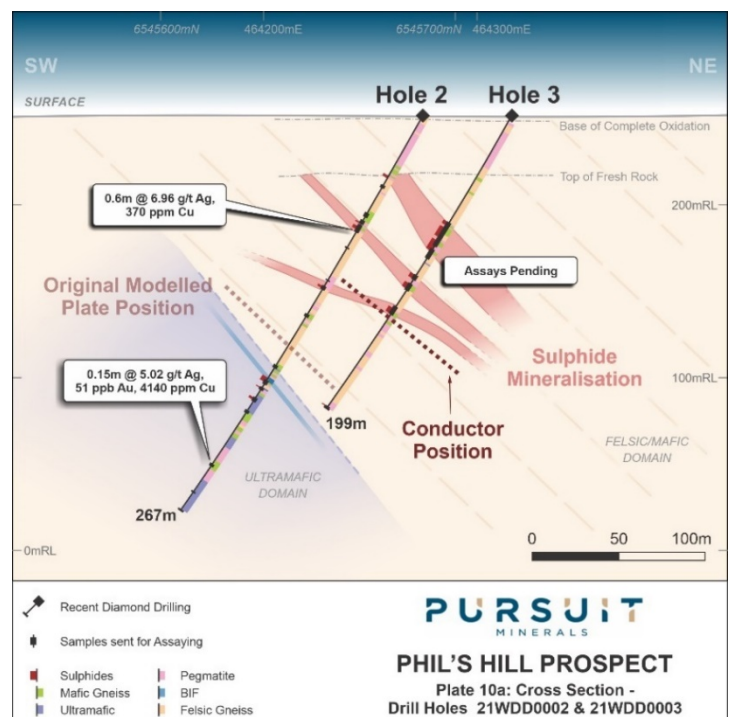 6545600mN 464200mE 6545700mN 464300mE
SW NE
Hole 2 Hole 3
SURFACE
Base of Complete Oxidation
Top of Fresh Rock
0.6m @ 6.96 g/t Ag,
370 ppm Cu
200mRL
Assays Pending
Original Modelled
Plate Position
Sulphide
Mineralisation
0.15m @ 5.02 g/t Ag,
51 ppb Au, 4140 ppm Cu
100mRL
199m
Conductor
Position
FELSIC/MAFIC
DOMAIN
ULTRAMAFIC
DOMAIN
267m
0 50 100m
0mRL
Recent Diamond Drilling
Samples sent for Assaying
Sulphides Pegmatite
Mafic Gneiss BIF
Ultramafic Felsic Gneiss
PURSUIT
MINERALS
PHIL'S HILL PROSPECT
Plate 10a: Cross Section -
Drill Holes 21WDD0002 & 21WDD0003